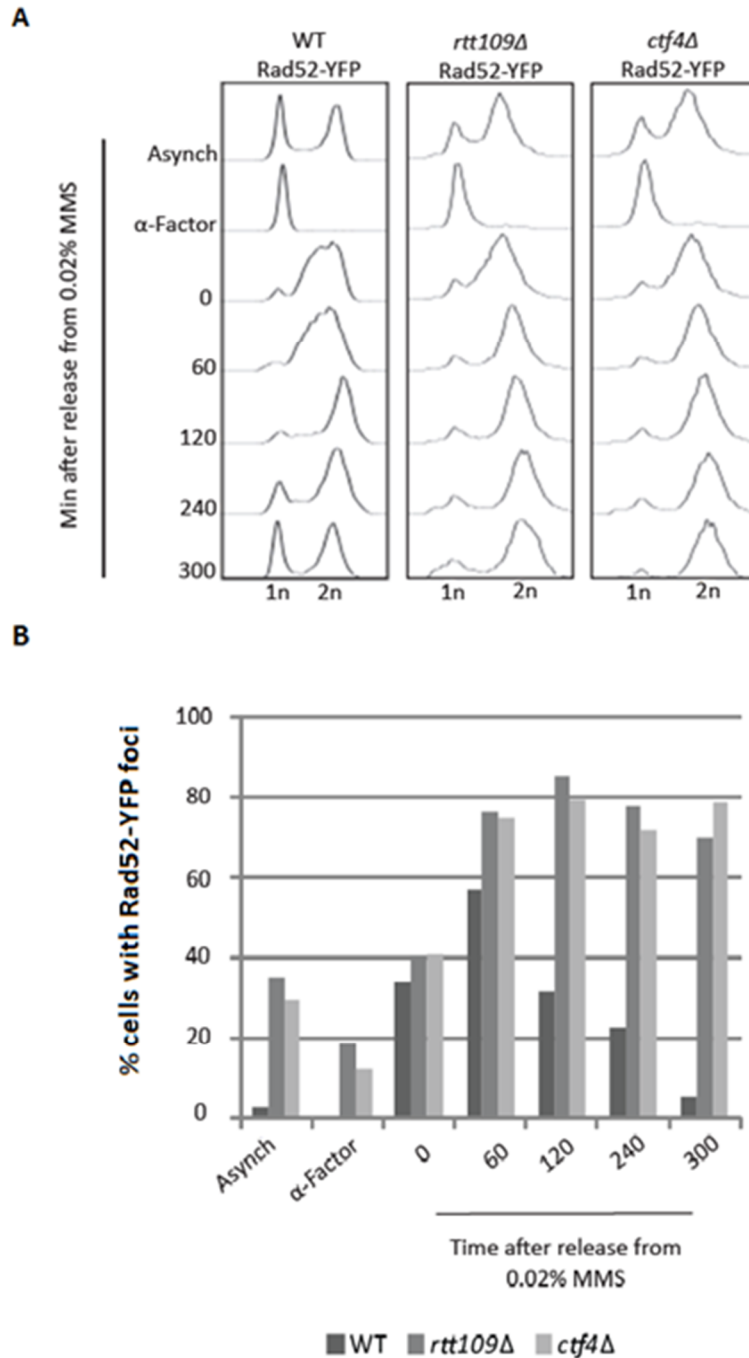 A
WT
Rad52-YFP
rtt109Δ
Rad52-YFP
ctf4Δ
Rad52-YFP
Min after release from 0.02% MMS
Asynch
α-Factor
0
60
120
240
300
1n 2n
1n 2n
1n 2n
B
% cells with Rad52-YFP foci
100
80
60
40
20
0
Asynch
α-Factor
0
60
120
240
300
Time after release from
0.02% MMS
WT rtt109Δ ctf4Δ